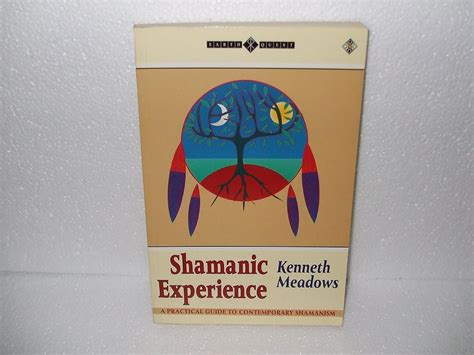 EARTH QUEST
Shamanic
Experience
Kenneth
Meadows
A PRACTICAL GUIDE TO CONTEMPORARY SHAMANISM